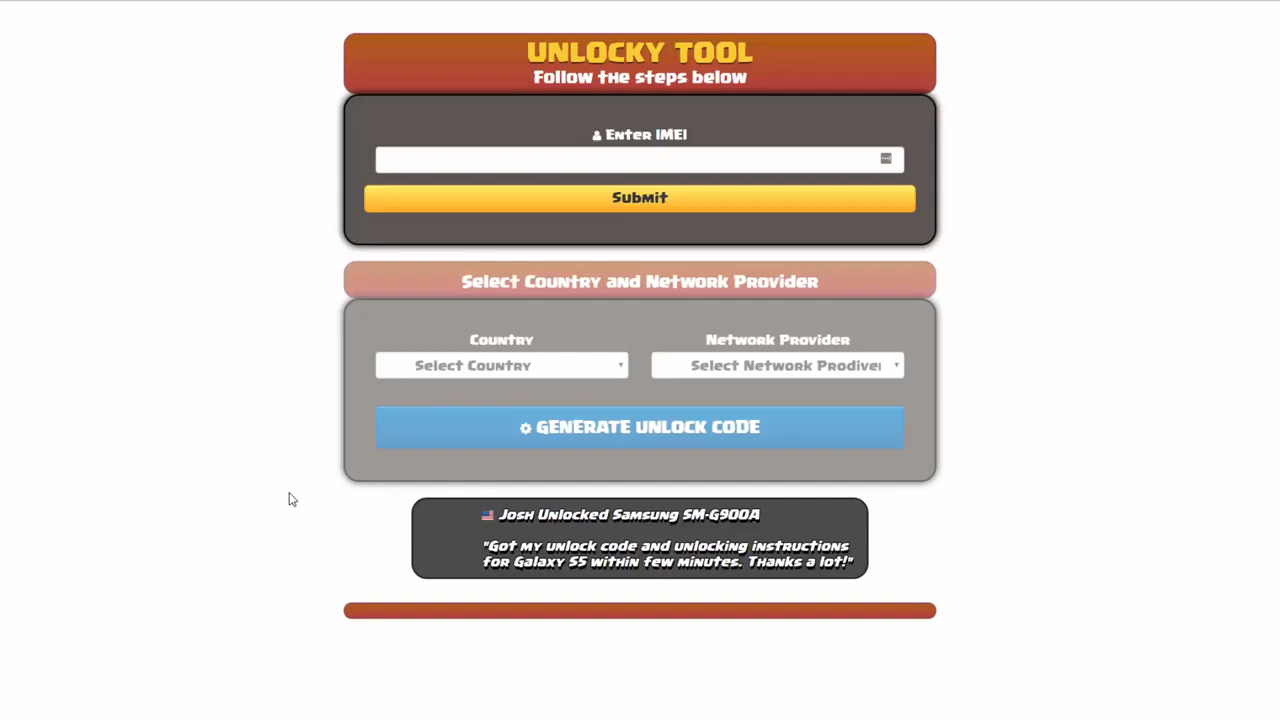 UNLOCKY TOOL
Follow the steps below
Enter IMEI
Submit
Select Country and Network Provider
Country
Network Provider
Select Country
Select Network Prodiver
GENERATE UNLOCK CODE
Josh Unlocked Samsung SM-G900A
"Got my unlock code and unlocking instructions
for Galaxy S5 within few minutes. Thanks a lot!"